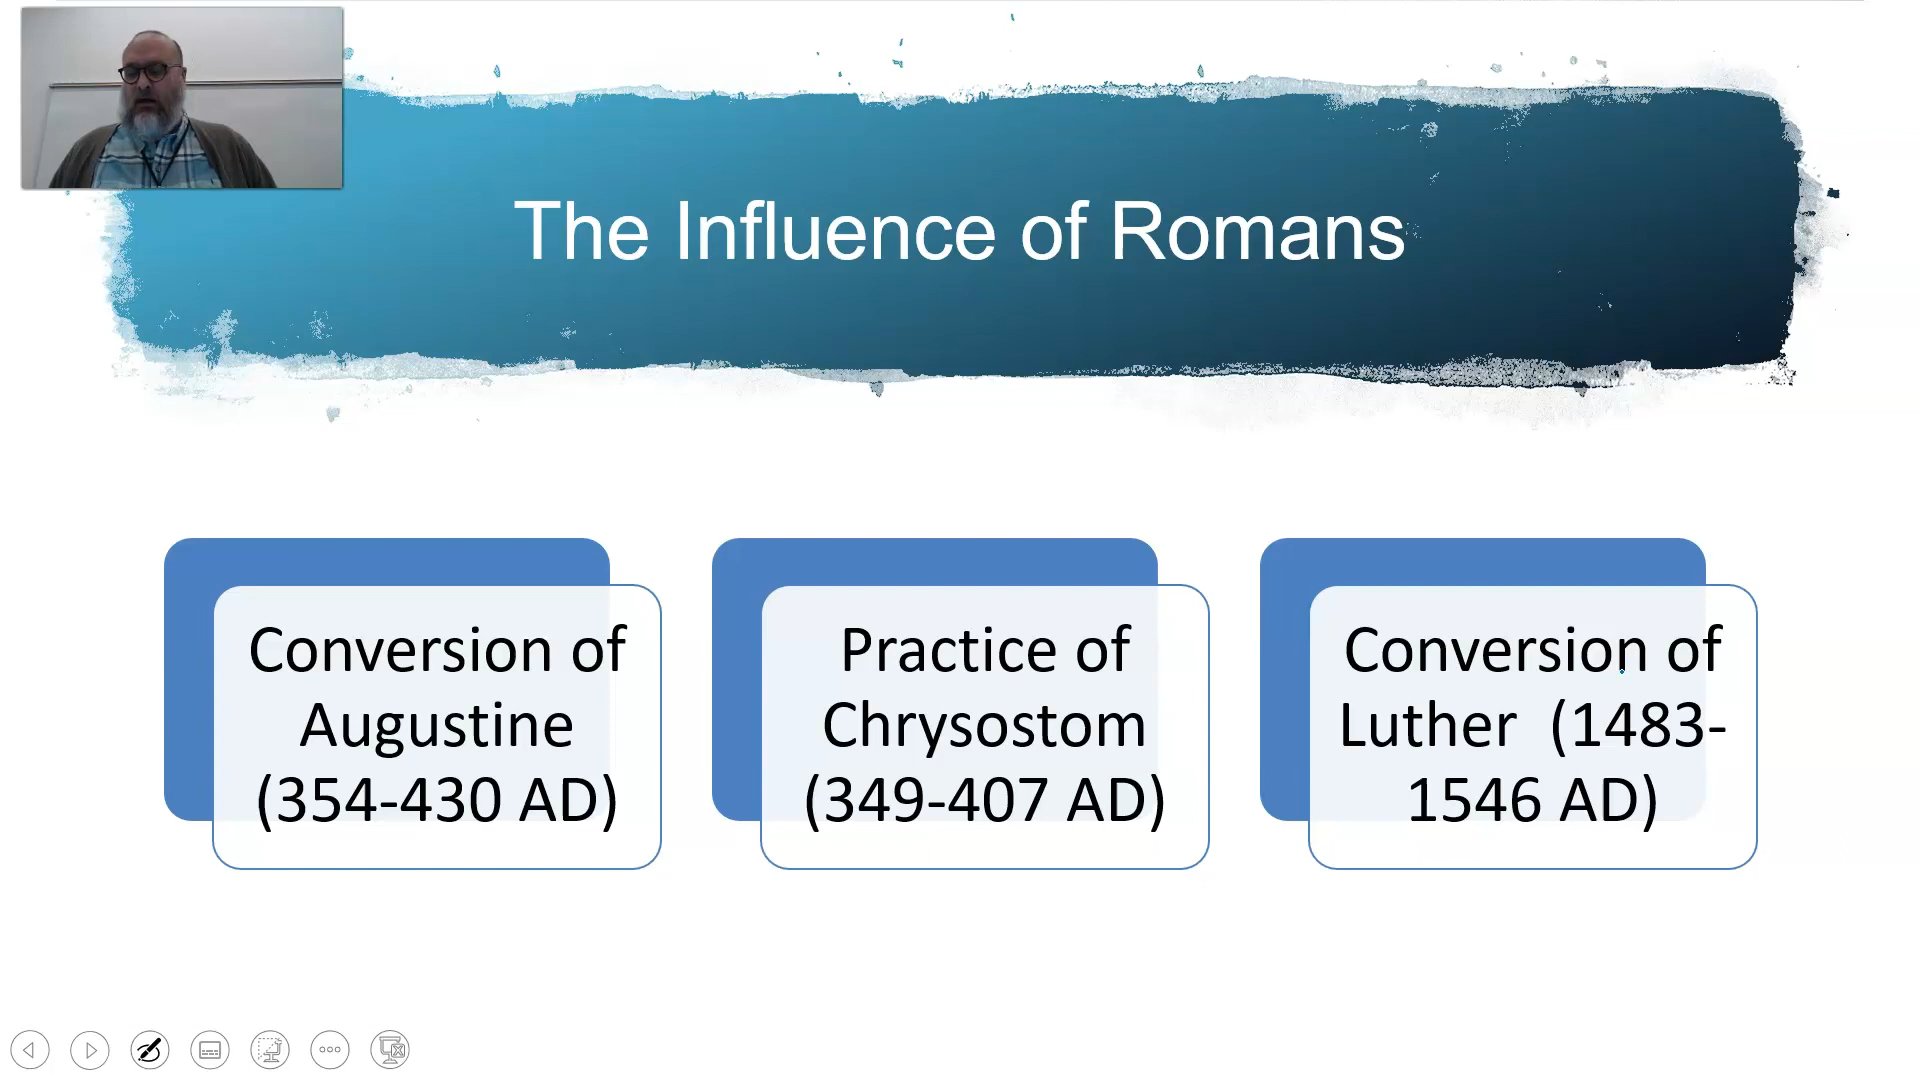 The Influence of Romans
Conversion of
Augustine
(354-430 AD)
Practice of
Chrysostom
(349-407 AD)
Conversion of
Luther  (1483-
1546 AD)